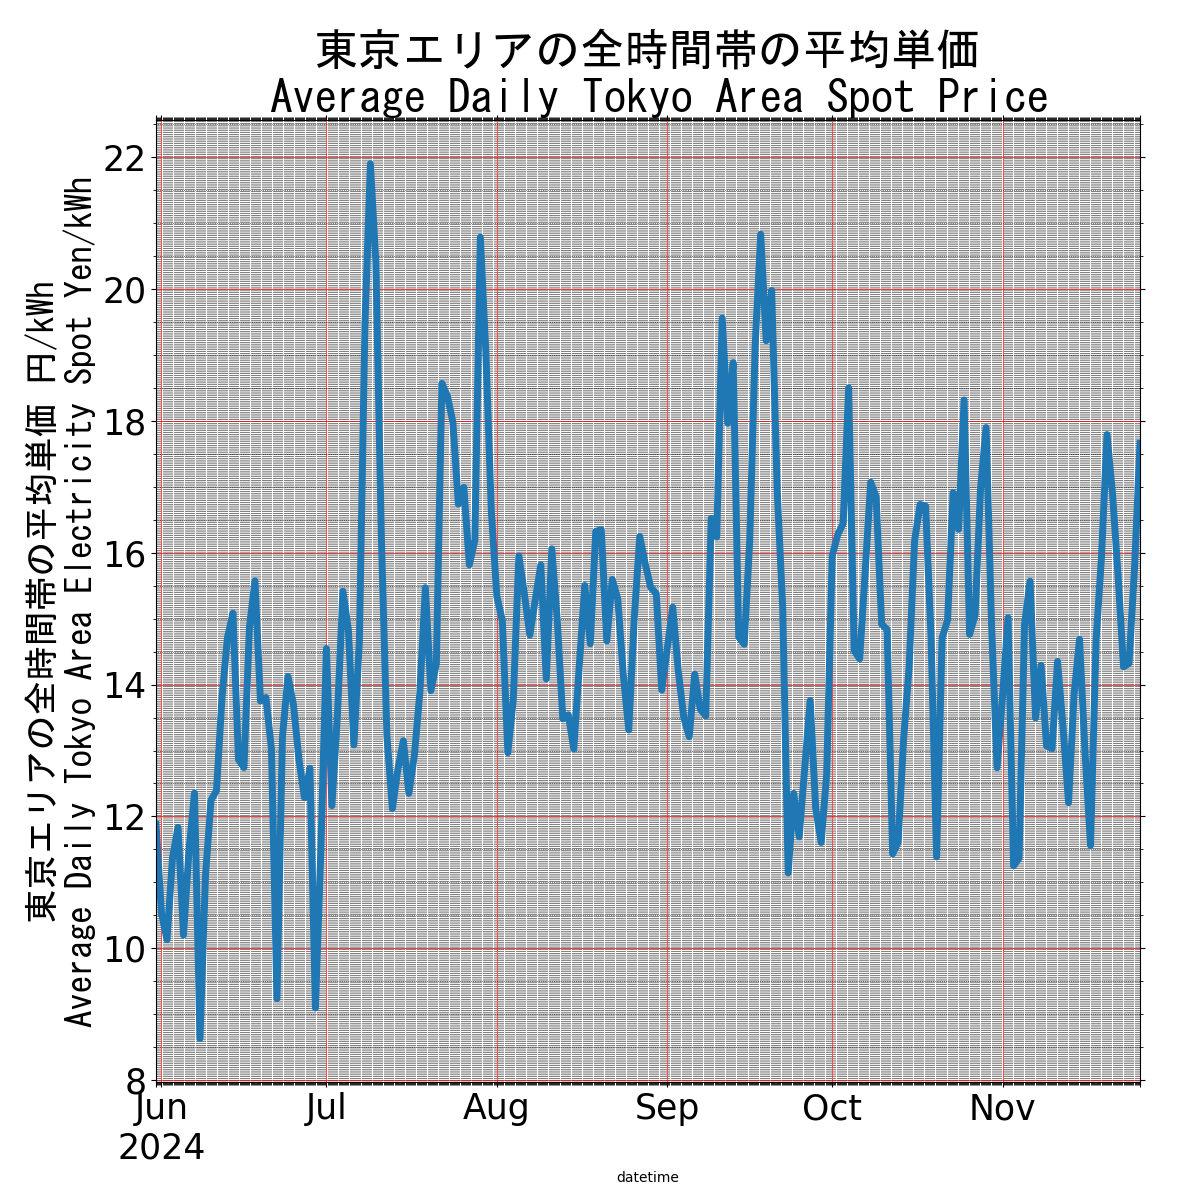 東京エリアの全時間帯の平均単価
Average Daily Tokyo Area Spot Price
東京エリアの全時間帯の平均単価 円/kWh
Average Daily Tokyo Area Electricity Spot Yen/kWh
22
20
18
16
14
12
10
8
Jun
2024
Jul
Aug
Sep
Oct
Nov
datetime